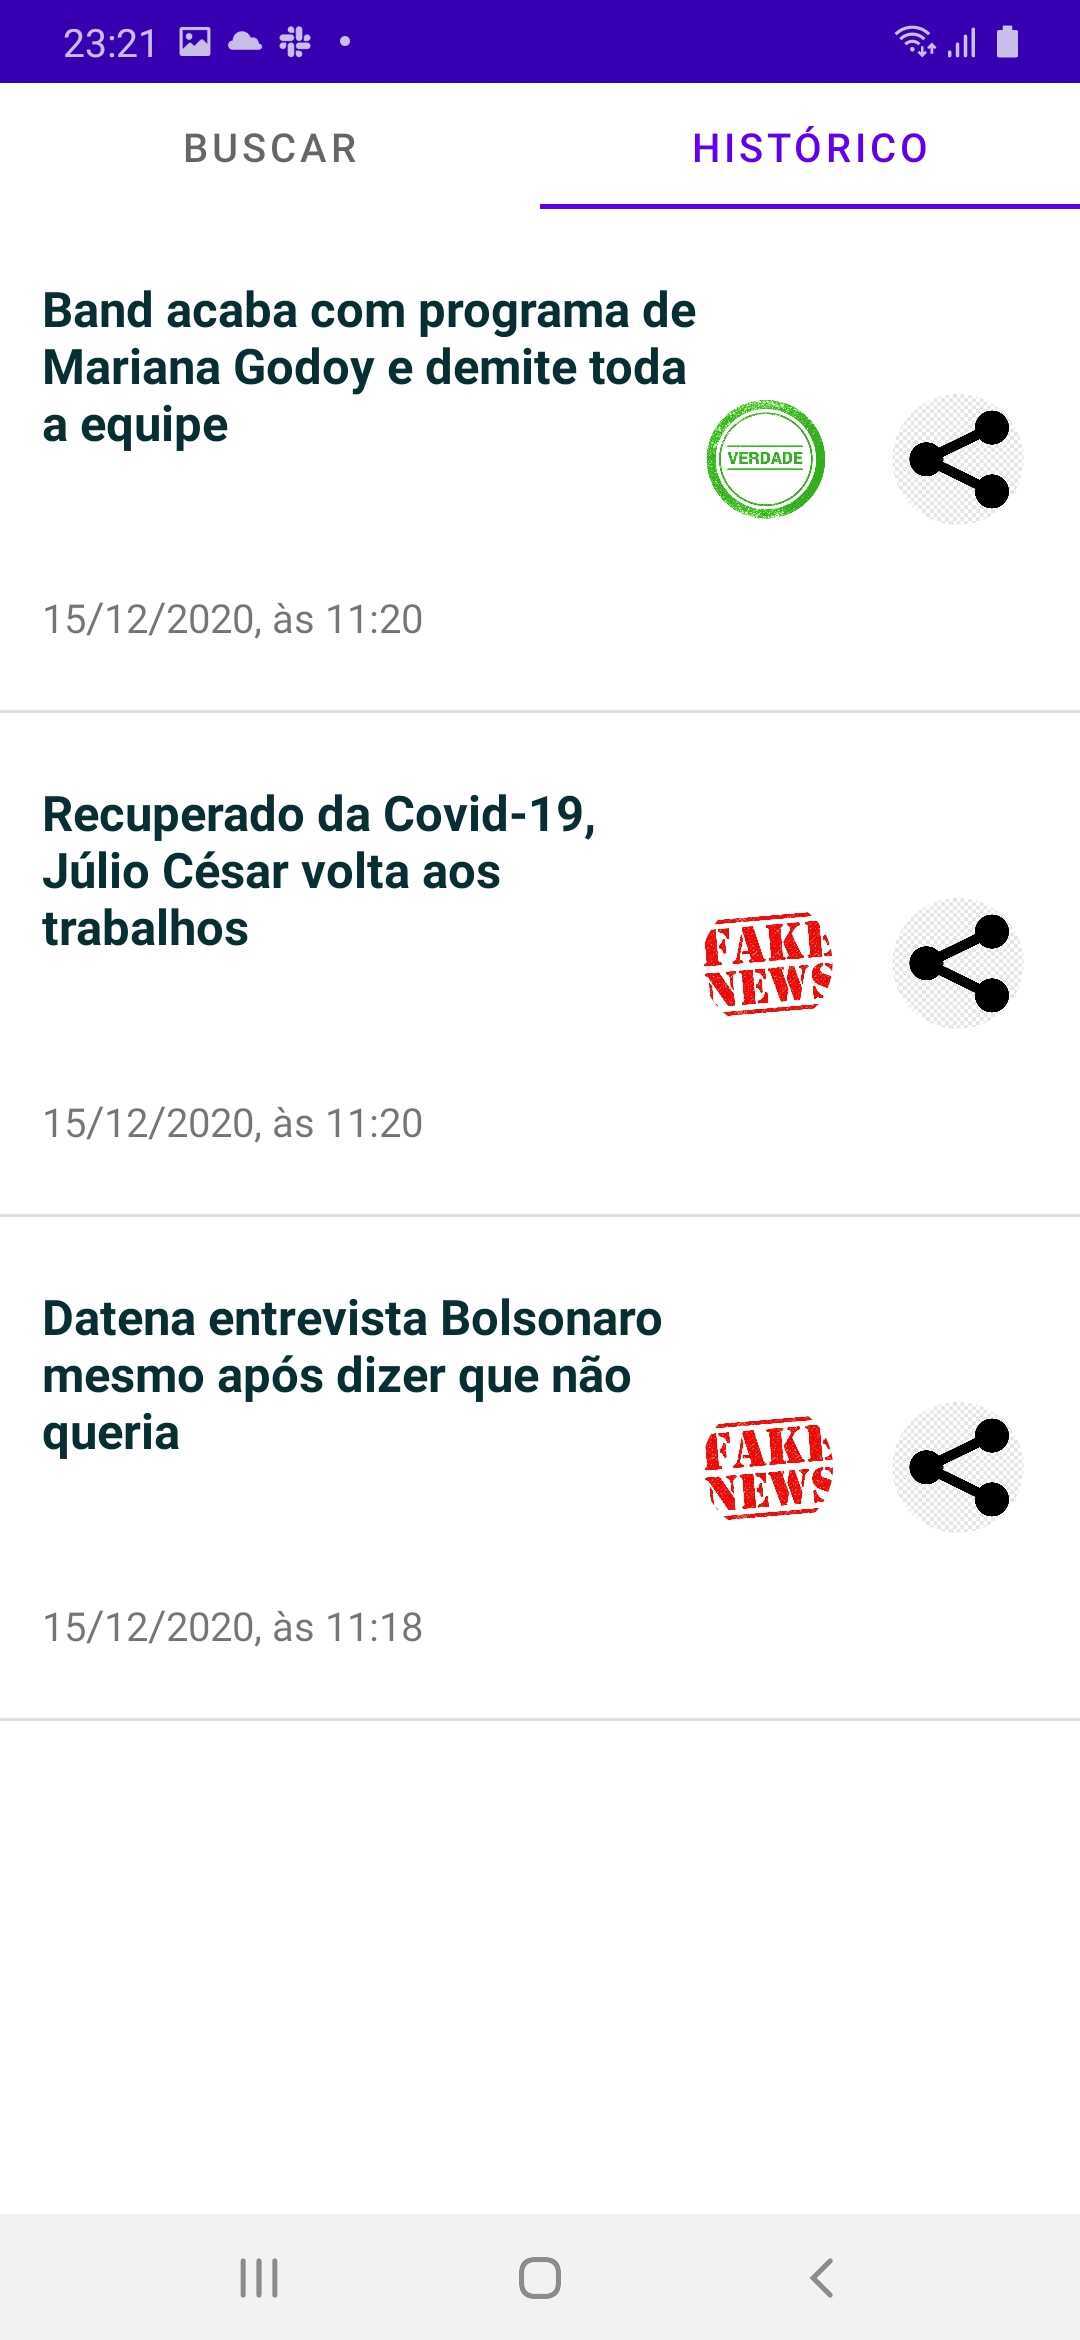 23:21
BUSCAR
HISTÓRICO
Band acaba com programa de
Mariana Godoy e demite toda
a equipe
VERDADE
15/12/2020, às 11:20
Recuperado da Covid-19,
Júlio César volta aos
trabalhos
FAKE
NEWS
15/12/2020, às 11:20
Datena entrevista Bolsonaro
mesmo após dizer que não
queria
FAKE
NEWS
15/12/2020, às 11:18